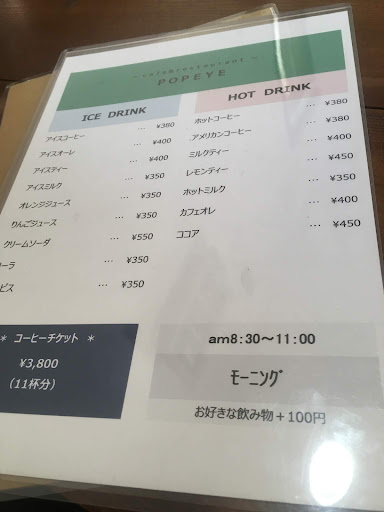 ~ cafe&restaurant ~
POPEYE
ICE DRINK
アイスコーヒー … ¥380
アイスオーレ … ¥400
アイスティー … ¥400
アイスミルク … ¥350
オレンジジュース … ¥350
りんごジュース … ¥350
クリームソーダ … ¥550
ーラ … ¥350
ピス … ¥350
HOT DRINK
ホットコーヒー … ¥380
アメリカンコーヒー … ¥380
ミルクティー … ¥400
レモンティー … ¥450
ホットミルク … ¥350
カフェオレ … ¥400
ココア … ¥450
＊ コーヒーチケット ＊
¥3,800
（11杯分）
am8：30～11：00
ﾓｰﾆﾝｸﾞ
お好きな飲み物＋100円